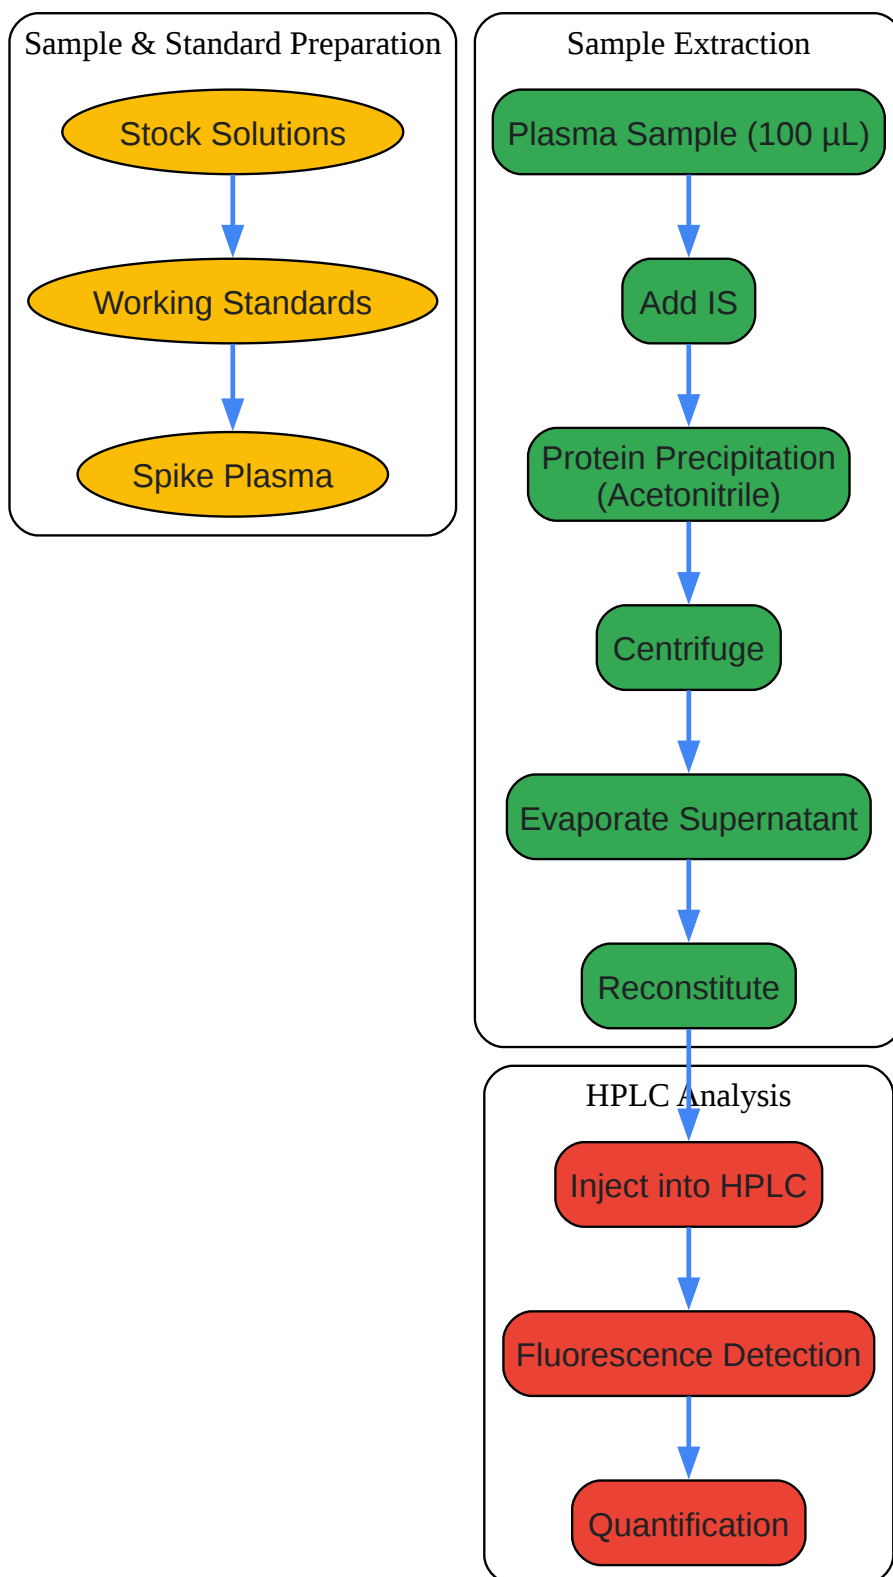 Sample & Standard Preparation
Stock Solutions
Working Standards
Spike Plasma
Sample Extraction
Plasma Sample (100 µL)
Add IS
Protein Precipitation
(Acetonitrile)
Centrifuge
Evaporate Supernatant
Reconstitute
HPLC Analysis
Inject into HPLC
Fluorescence Detection
Quantification